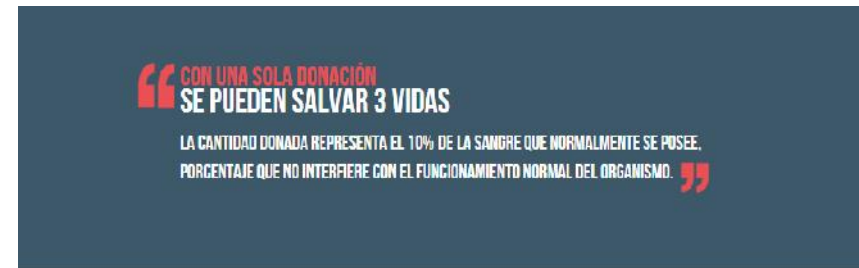 “ CON UNA SOLA DONACIÓN
SE PUEDEN SALVAR 3 VIDAS
LA CANTIDAD DONADA REPRESENTA EL 10% DE LA SANGRE QUE NORMALMENTE SE POSEE,
PORCENTAJE QUE NO INTERFIERE CON EL FUNCIONAMIENTO NORMAL DEL ORGANISMO. ”